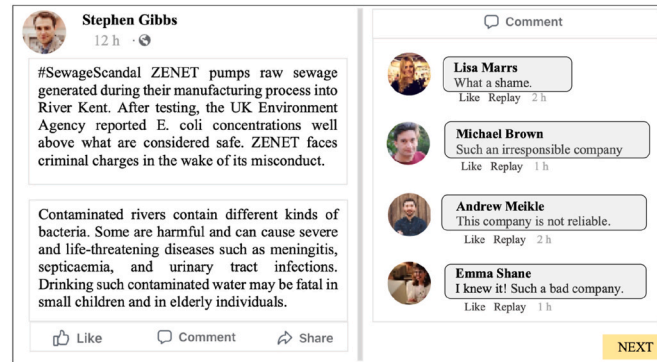 Stephen Gibbs
12 h ·
#SewageScandal ZENET pumps raw sewage
generated during their manufacturing process into
River Kent. After testing, the UK Environment
Agency reported E. coli concentrations well
above what are considered safe. ZENET faces
criminal charges in the wake of its misconduct.
Contaminated rivers contain different kinds of
bacteria. Some are harmful and can cause severe
and life-threatening diseases such as meningitis,
septicaemia, and urinary tract infections.
Drinking such contaminated water may be fatal in
small children and in elderly individuals.
Like Comment Share
Comment
Lisa Marrs
What a shame.
Like Replay 2 h
Michael Brown
Such an irresponsible company
Like Replay 1 h
Andrew Meikle
This company is not reliable.
Like Replay 2 h
Emma Shane
I knew it! Such a bad company.
Like Replay 1 h
NEXT